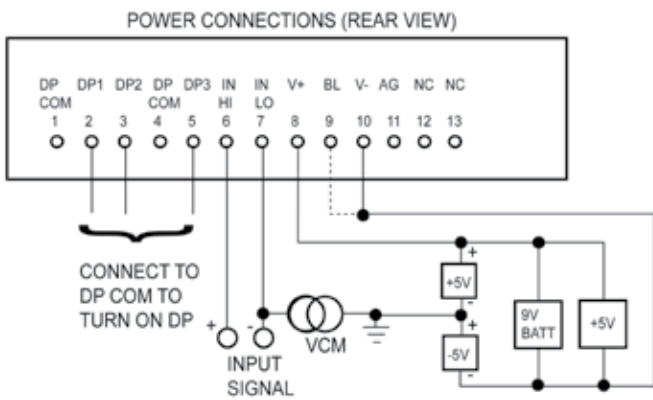 POWER CONNECTIONS (REAR VIEW)
DP DP1 DP2 DP DP3 IN IN V+ BL V- AG NC NC
COM COM HI LO
1 2 3 4 5 6 7 8 9 10 11 12 13
CONNECT TO
DP COM TO
TURN ON DP
+ -
INPUT
SIGNAL
VCM
+
+5V
-
+
-5V
-
9V
BATT
+5V